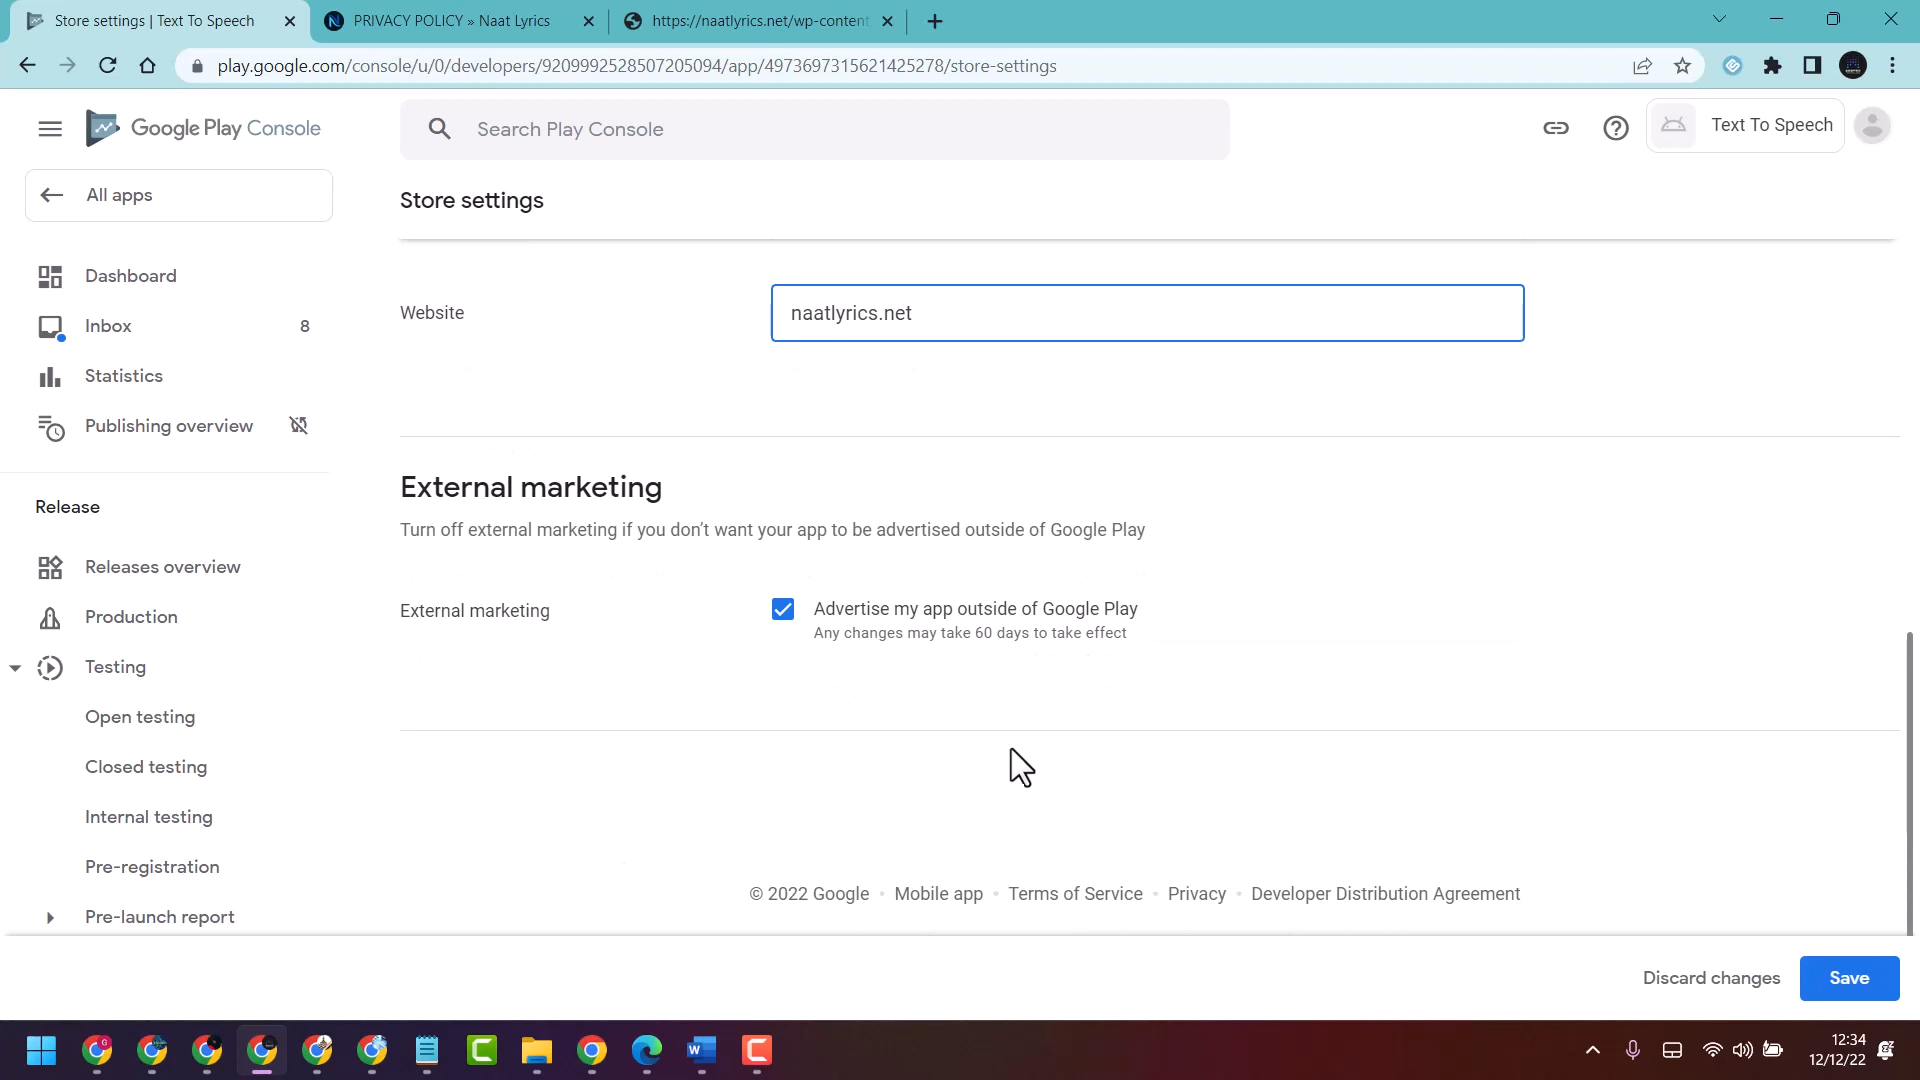 Store settings | Text To Speech
PRIVACY POLICY » Naat Lyrics
https://naatlyrics.net/wp-content
play.google.com/console/u/0/developers/9209992528507205094/app/4973697315621425278/store-settings
Google Play Console
Search Play Console
Text To Speech
All apps
Store settings
Dashboard
Inbox 8
Statistics
Publishing overview
Release
Releases overview
Production
Testing
Open testing
Closed testing
Internal testing
Pre-registration
Pre-launch report
Website
naatlyrics.net
External marketing
Turn off external marketing if you don't want your app to be advertised outside of Google Play
External marketing
Advertise my app outside of Google Play
Any changes may take 60 days to take effect
© 2022 Google • Mobile app • Terms of Service • Privacy • Developer Distribution Agreement
Discard changes
Save
12:34
12/12/22